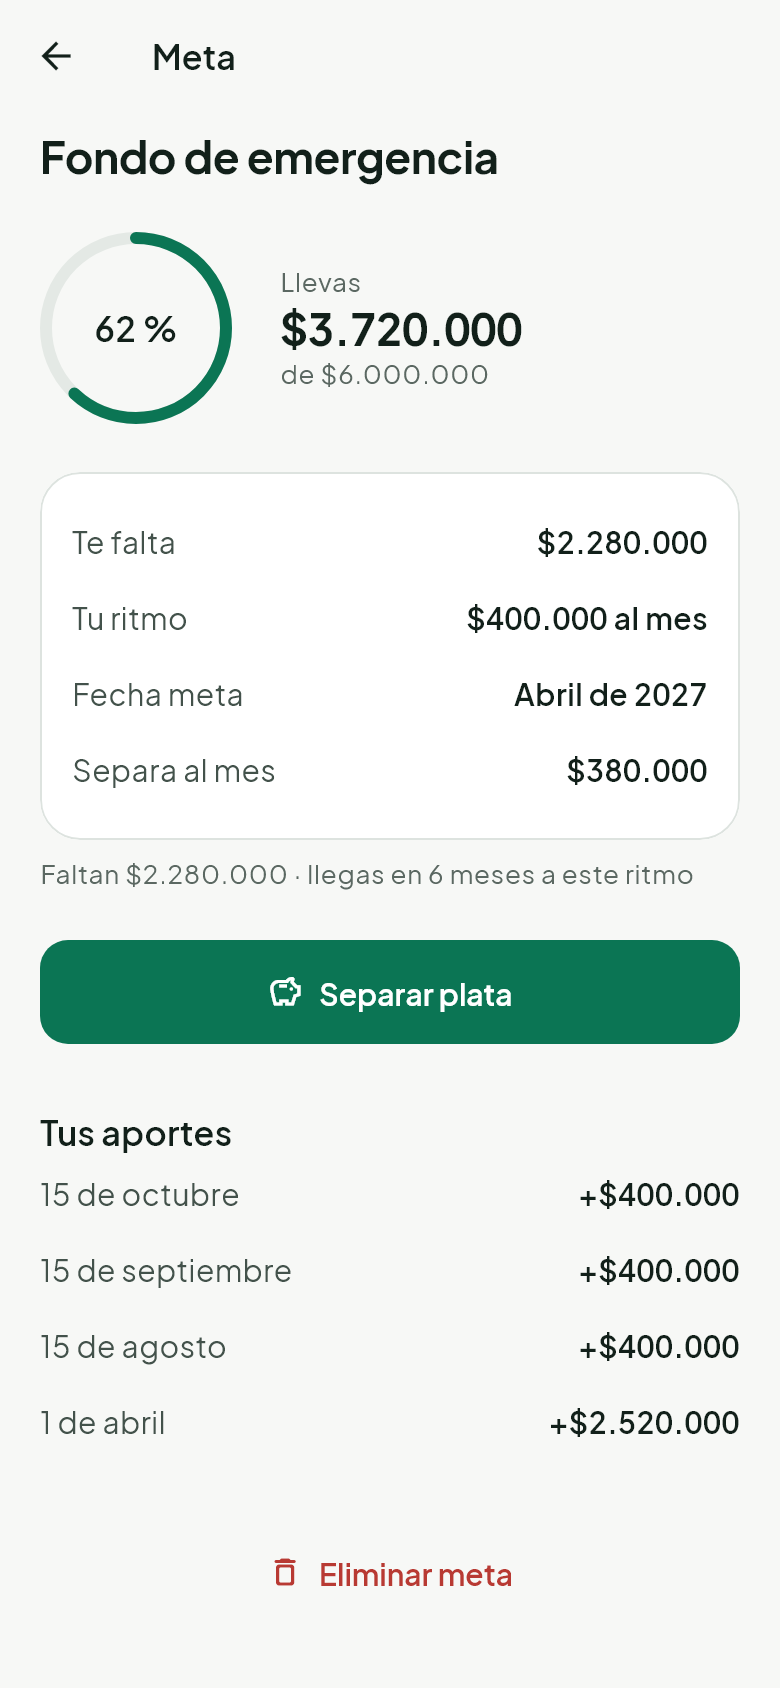 Meta
Fondo de emergencia
62 %
Llevas
$3.720.000
de $6.000.000
Te falta $2.280.000
Tu ritmo $400.000 al mes
Fecha meta Abril de 2027
Separa al mes $380.000
Faltan $2.280.000 · llegas en 6 meses a este ritmo
Separar plata
Tus aportes
15 de octubre +$400.000
15 de septiembre +$400.000
15 de agosto +$400.000
1 de abril +$2.520.000
Eliminar meta